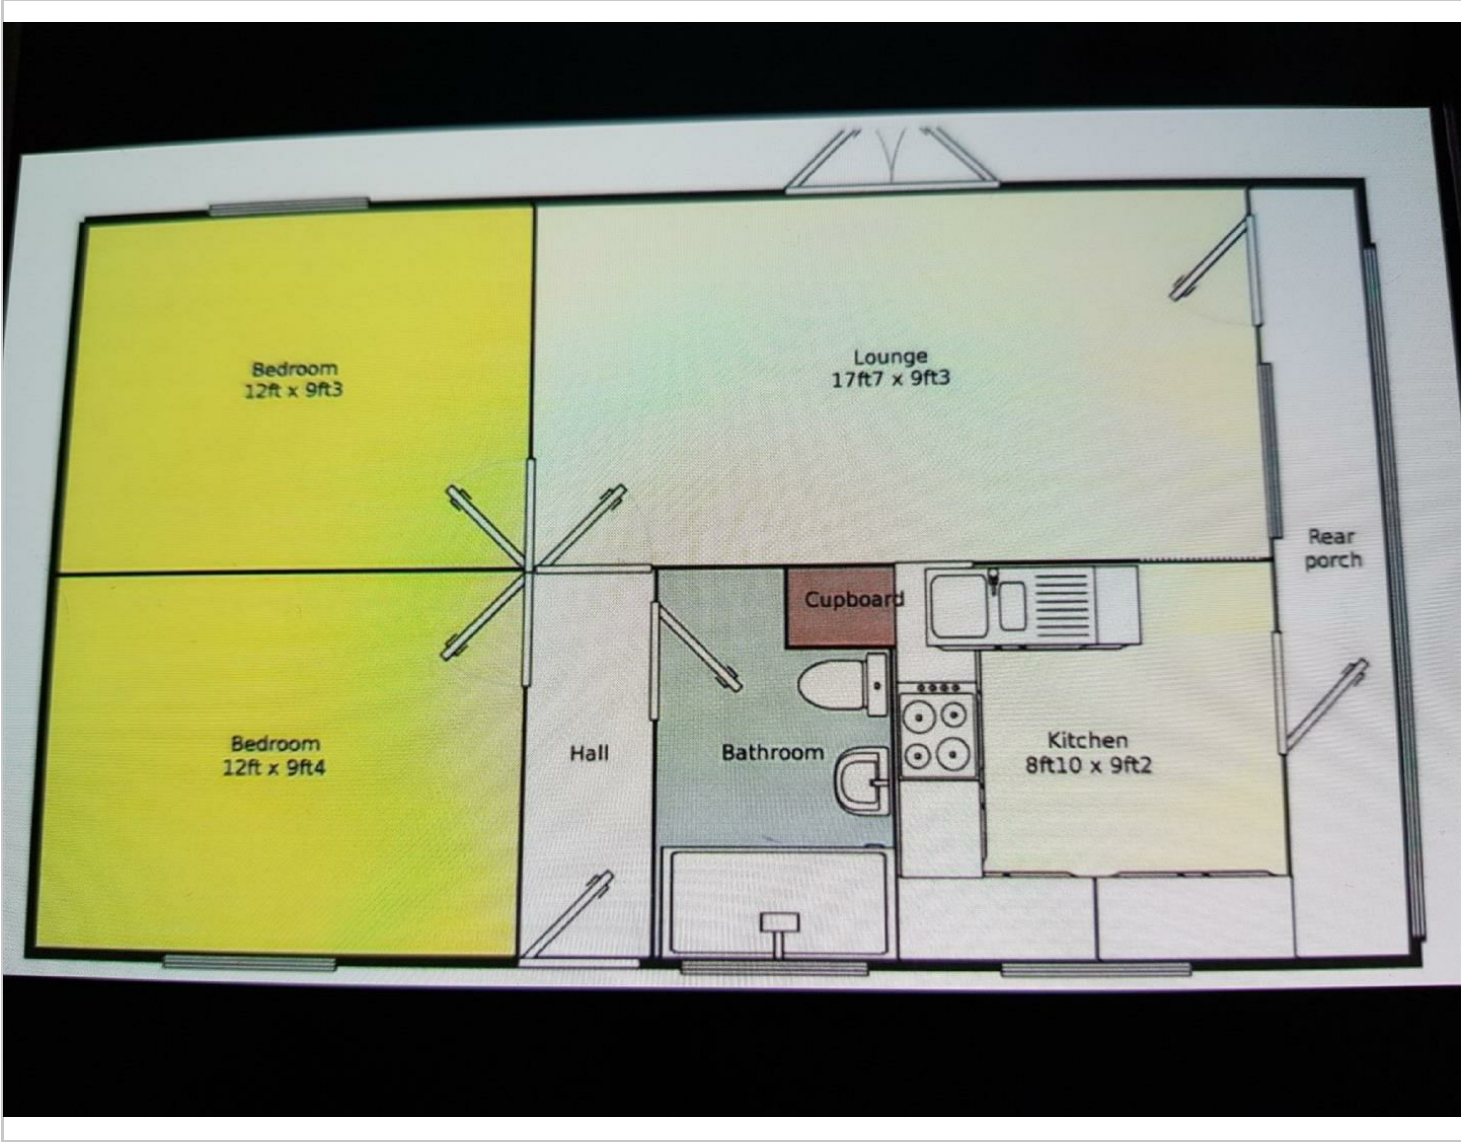 Bedroom
12ft x 9ft3
Lounge
17ft7 x 9ft3
Rear
porch
Cupboard
Bedroom
12ft x 9ft4
Hall
Bathroom
Kitchen
8ft10 x 9ft2